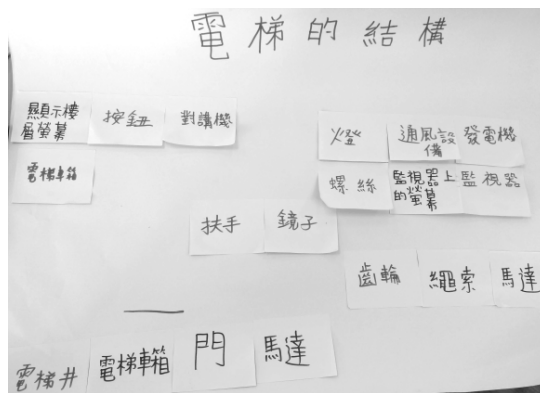 電梯的結構
顯示樓
層螢幕
按鈕
對講機
燈
通風設
備
發電機
電梯車箱
螺絲
監視器上
的螢幕
監視器
扶手
鏡子
齒輪
繩索
馬達
電梯井
電梯車箱
門
馬達